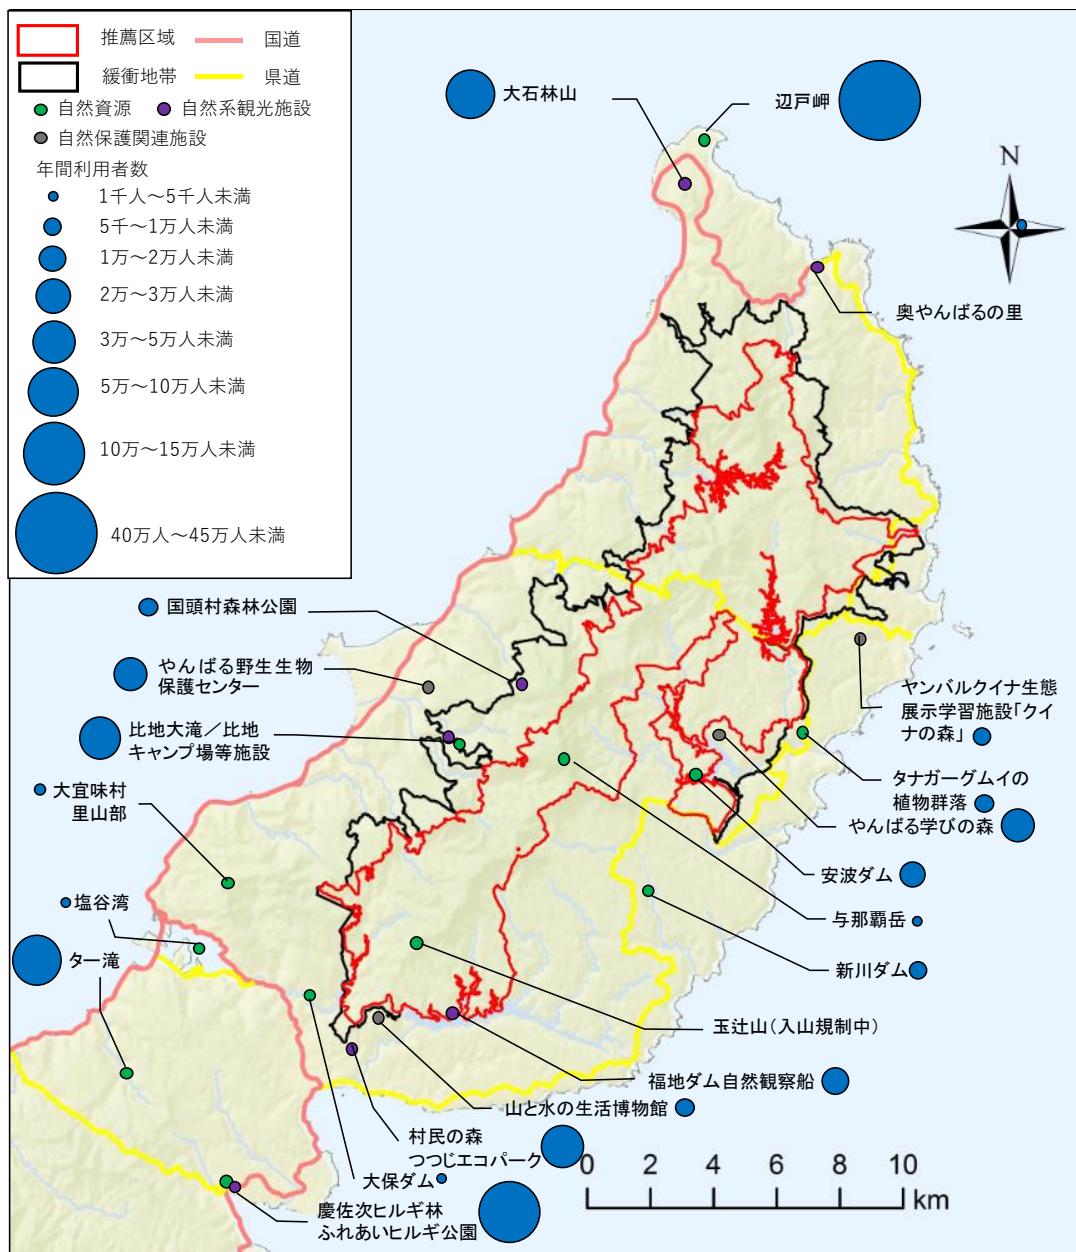 推薦区域
国道
緩衝地帯
県道
自然資源
自然系観光施設
自然保護関連施設
年間利用者数
1千人～5千人未満
5千～1万人未満
1万～2万人未満
2万～3万人未満
3万～5万人未満
5万～10万人未満
10万～15万人未満
40万人～45万人未満
大石林山
辺戸岬
N
奥やんばるの里
国頭村森林公園
やんばる野生生物
保護センター
比地大滝／比地
キャンプ場等施設
大宜味村
里山部
塩谷湾
ター滝
ヤンバルクイナ生態
展示学習施設「クイ
ナの森」
タナガーグムイの
植物群落
やんばる学びの森
安波ダム
与那覇岳
新川ダム
玉辻山（入山規制中）
福地ダム自然観察船
山と水の生活博物館
村民の森
つつじエコパーク
大保ダム
慶佐次ヒルギ林
ふれあいヒルギ公園
0 2 4 6 8 10
km